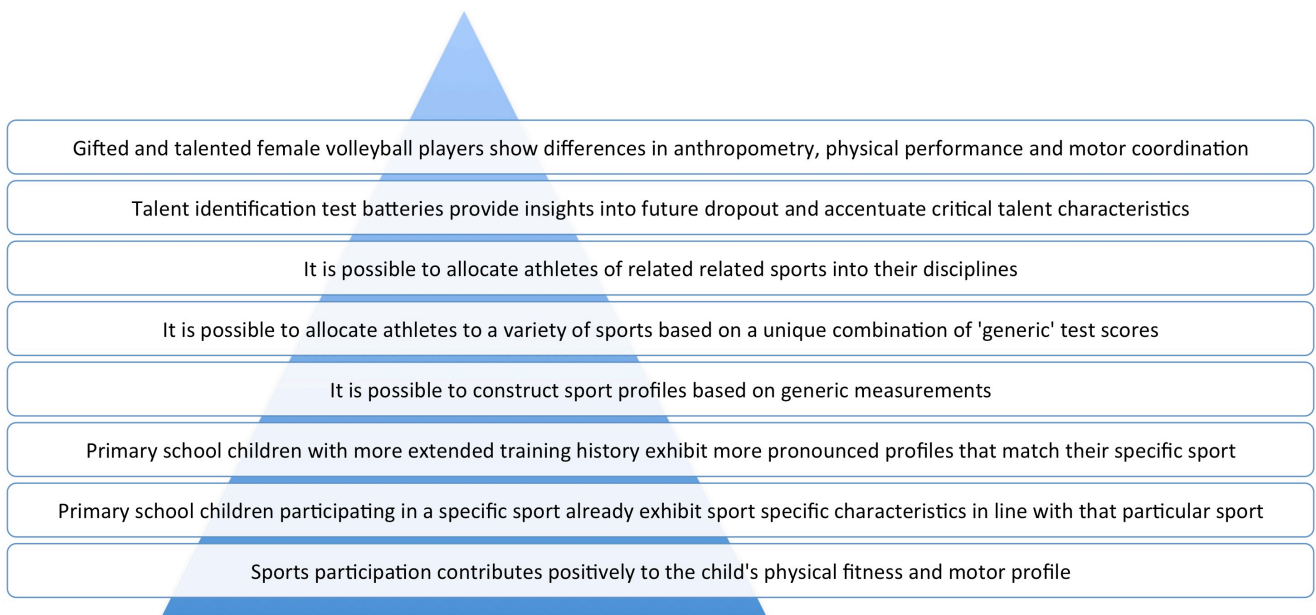 Gifted and talented female volleyball players show differences in anthropometry, physical performance and motor coordination
Talent identification test batteries provide insights into future dropout and accentuate critical talent characteristics
It is possible to allocate athletes of related related sports into their disciplines
It is possible to allocate athletes to a variety of sports based on a unique combination of 'generic' test scores
It is possible to construct sport profiles based on generic measurements
Primary school children with more extended training history exhibit more pronounced profiles that match their specific sport
Primary school children participating in a specific sport already exhibit sport specific characteristics in line with that particular sport
Sports participation contributes positively to the child's physical fitness and motor profile